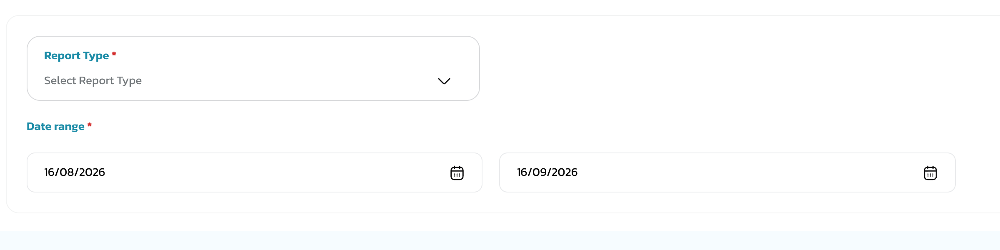 Report Type *
Select Report Type
Date range *
16/08/2026
16/09/2026